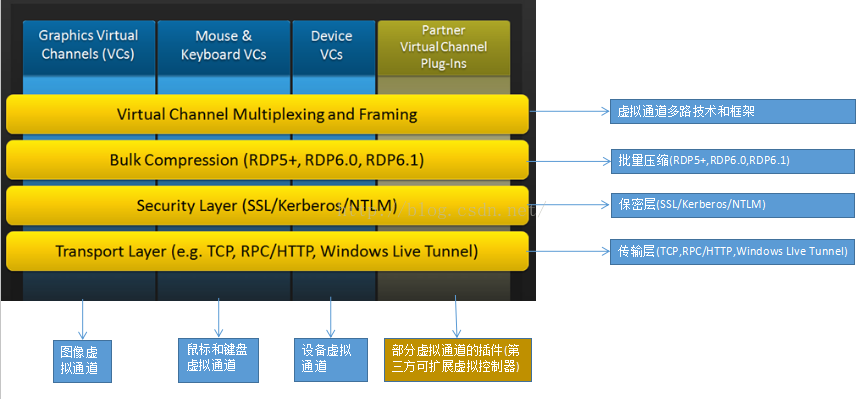 Graphics Virtual
Channels (VCs)
Mouse &
Keyboard VCs
Device
VCs
Partner
Virtual Channel
Plug-Ins
Virtual Channel Multiplexing and Framing
虚拟通道多路技术和框架
Bulk Compression (RDP5+, RDP6.0, RDP6.1)
批量压缩(RDP5+,RDP6.0,RDP6.1)
Security Layer (SSL/Kerberos/NTLM)
保密层(SSL/Kerberos/NTLM)
Transport Layer (e.g. TCP, RPC/HTTP, Windows Live Tunnel)
传输层(TCP,RPC/HTTP,Windows LIve Tunnel)
图像虚
拟通道
鼠标和键盘
虚拟通道
设备虚拟
通道
部分虚拟通道的插件(第
三方可扩展虚拟控制器)